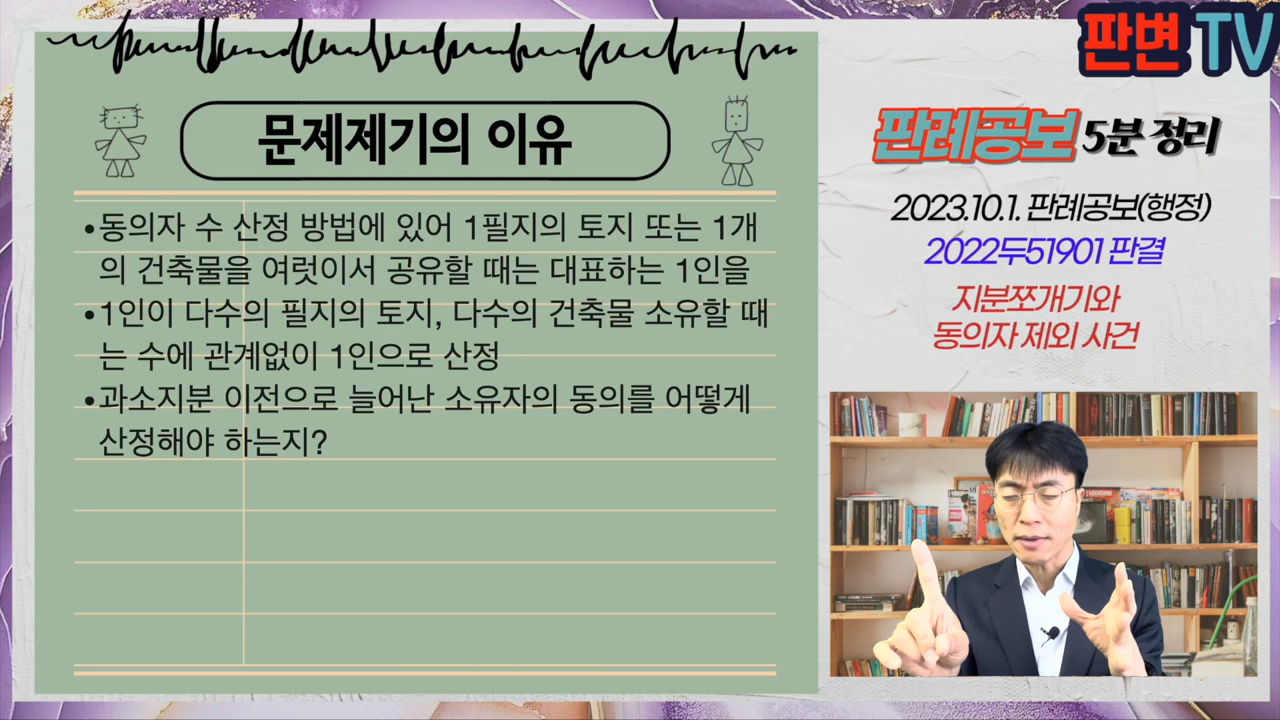 판변 TV
문제제기의 이유
•동의자 수 산정 방법에 있어 1필지의 토지 또는 1개
의 건축물을 여럿이서 공유할 때는 대표하는 1인을
•1인이 다수의 필지의 토지, 다수의 건축물 소유할 때
는 수에 관계없이 1인으로 산정
•과소지분 이전으로 늘어난 소유자의 동의를 어떻게
산정해야 하는지?
판례공보 5분 정리
2023.10.1. 판례공보(행정)
2022두51901 판결
지분쪼개기와
동의자 제외 사건